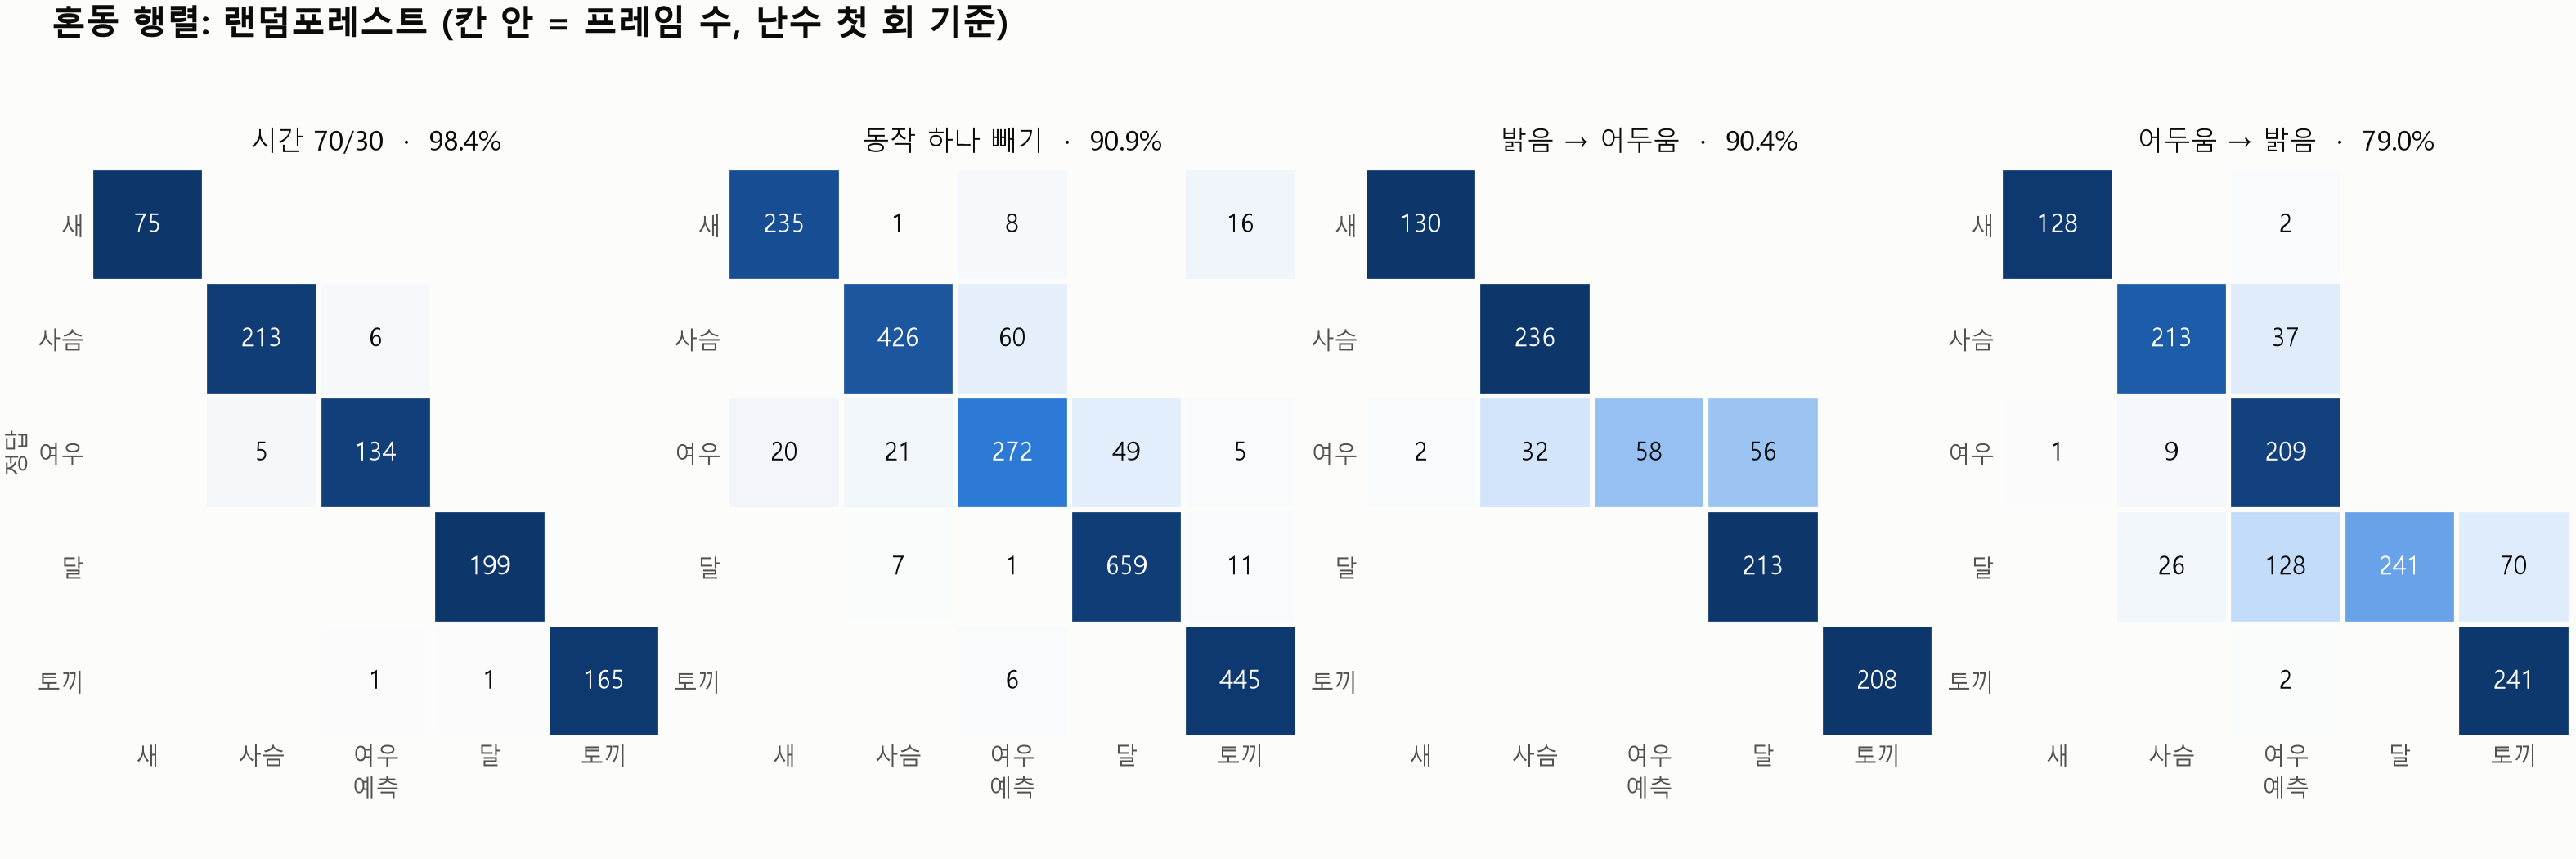 혼동 행렬: 랜덤포레스트 (칸 안 = 프레임 수, 난수 첫 회 기준)
시간 70/30 · 98.4%
정답
새 75
사슴 213 6
여우 5 134
달 199
토끼 1 1 165
새 사슴 여우 달 토끼
예측
동작 하나 빼기 · 90.9%
새 235 1 8 16
사슴 426 60
여우 20 21 272 49 5
달 7 1 659 11
토끼 6 445
새 사슴 여우 달 토끼
예측
밝음 → 어두움 · 90.4%
새 130
사슴 236
여우 2 32 58 56
달 213
토끼 208
새 사슴 여우 달 토끼
예측
어두움 → 밝음 · 79.0%
새 128 2
사슴 213 37
여우 1 9 209
달 26 128 241 70
토끼 2 241
새 사슴 여우 달 토끼
예측